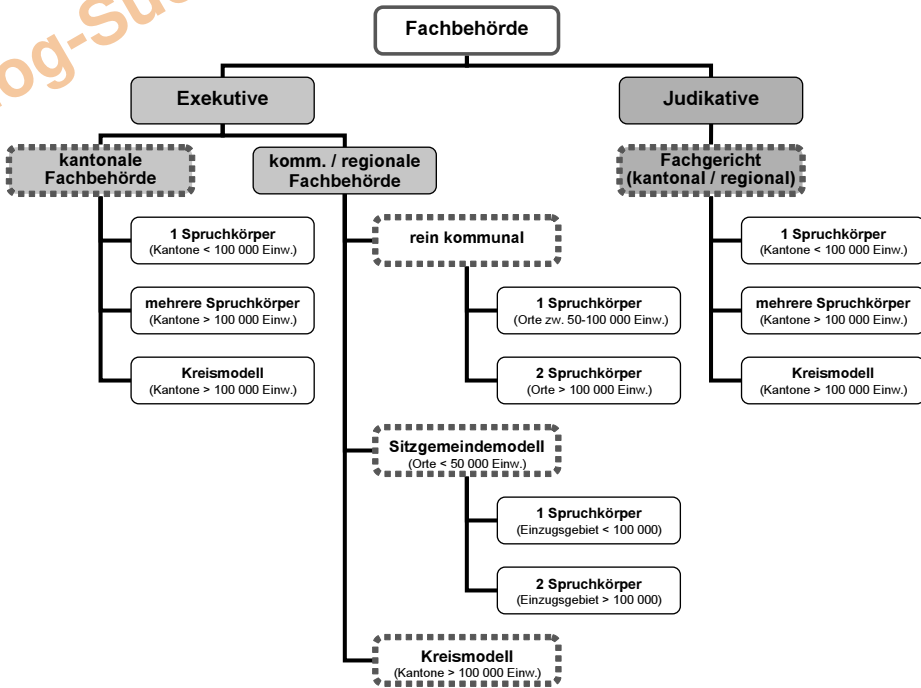 og-Suc
Fachbehörde
Exekutive
Judikative
kantonale
Fachbehörde
komm. / regionale
Fachbehörde
Fachgericht
(kantonal / regional)
1 Spruchkörper
(Kantone < 100 000 Einw.)
mehrere Spruchkörper
(Kantone > 100 000 Einw.)
Kreismodell
(Kantone > 100 000 Einw.)
rein kommunal
1 Spruchkörper
(Orte zw. 50-100 000 Einw.)
2 Spruchkörper
(Orte > 100 000 Einw.)
Sitzgemeindemodell
(Orte < 50 000 Einw.)
1 Spruchkörper
(Einzugsgebiet < 100 000)
2 Spruchkörper
(Einzugsgebiet > 100 000)
Kreismodell
(Kantone > 100 000 Einw.)
1 Spruchkörper
(Kantone < 100 000 Einw.)
mehrere Spruchkörper
(Kantone > 100 000 Einw.)
Kreismodell
(Kantone > 100 000 Einw.)